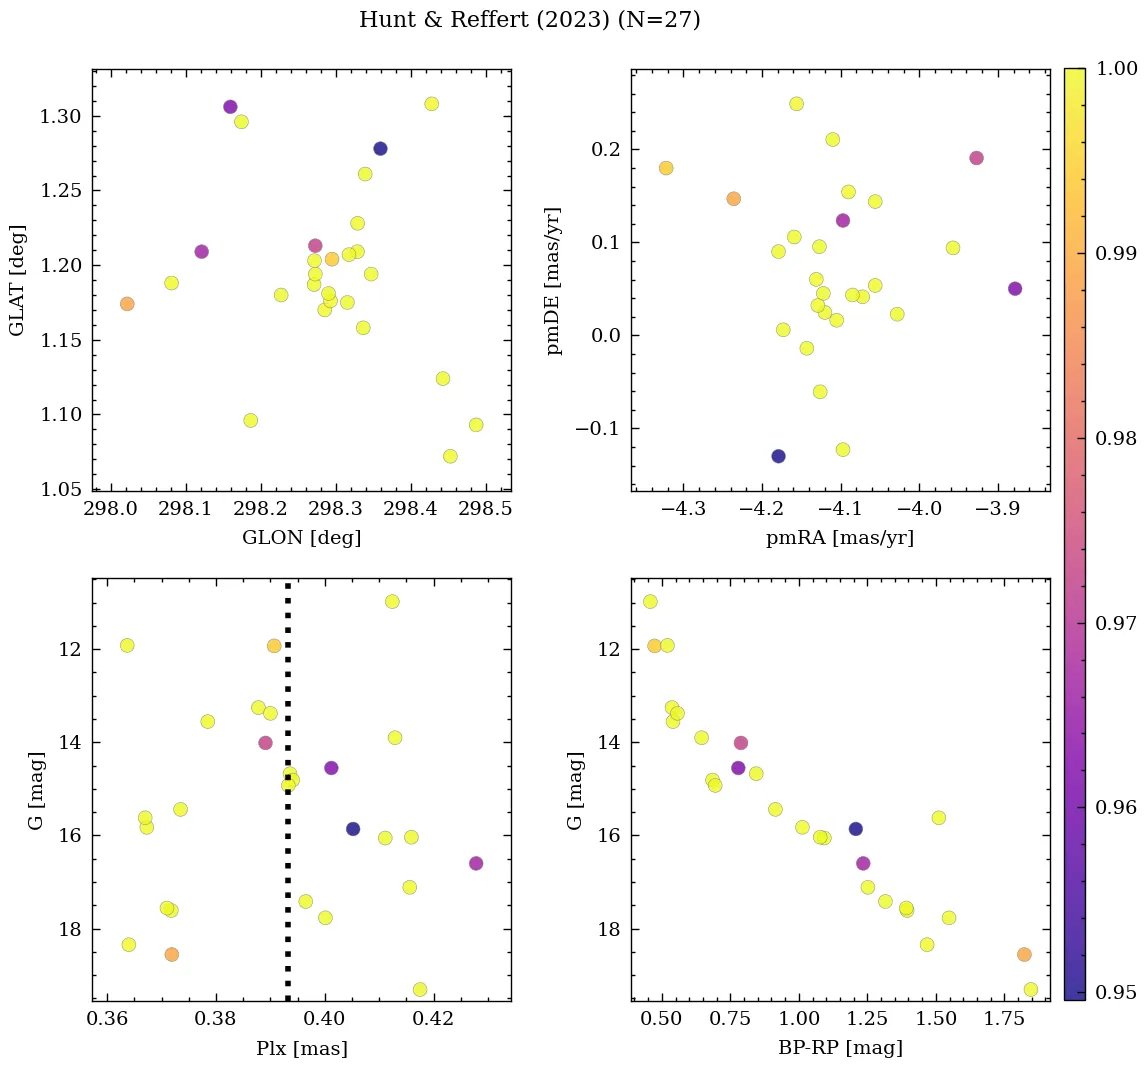 Hunt & Reffert (2023) (N=27)
GLAT [deg]
1.30
1.25
1.20
1.15
1.10
1.05
298.0 298.1 298.2 298.3 298.4 298.5
GLON [deg]
pmDE [mas/yr]
0.2
0.1
0.0
−0.1
−4.3 −4.2 −4.1 −4.0 −3.9
pmRA [mas/yr]
G [mag]
12
14
16
18
0.36 0.38 0.40 0.42
Plx [mas]
G [mag]
12
14
16
18
0.50 0.75 1.00 1.25 1.50 1.75
BP-RP [mag]
1.00
0.99
0.98
0.97
0.96
0.95